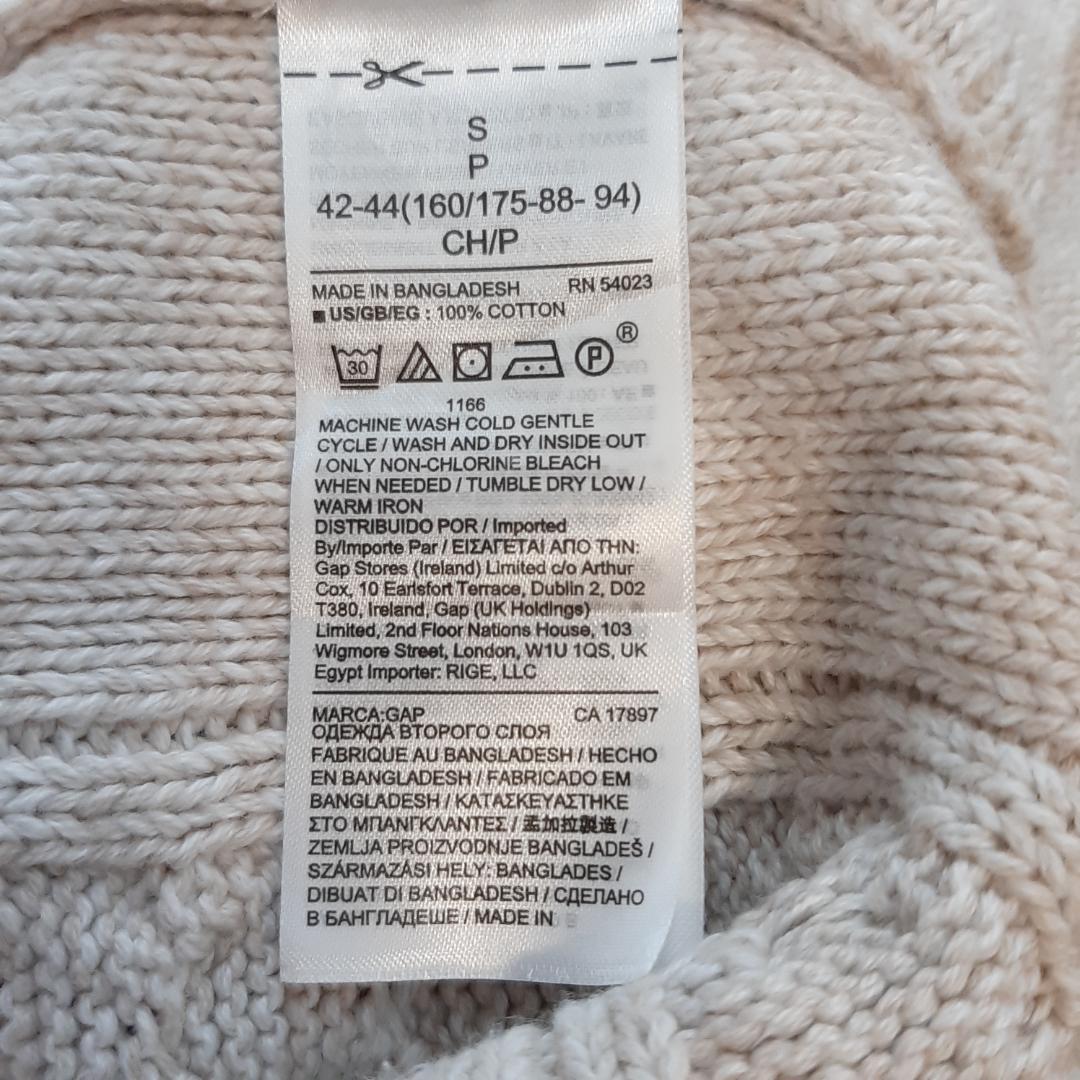 S
P
42-44(160/175-88- 94)
CH/P
MADE IN BANGLADESH RN 54023
US/GB/EG : 100% COTTON
30 P ®
1166
MACHINE WASH COLD GENTLE
CYCLE / WASH AND DRY INSIDE OUT
/ ONLY NON-CHLORINE BLEACH
WHEN NEEDED / TUMBLE DRY LOW /
WARM IRON
DISTRIBUIDO POR / Imported
By/Importe Par / ΕΙΣΑΓΕΤΑΙ ΑΠΟ ΤΗΝ:
Gap Stores (Ireland) Limited c/o Arthur
Cox, 10 Earlsfort Terrace, Dublin 2, D02
T380, Ireland, Gap (UK Holdings)
Limited, 2nd Floor Nations House, 103
Wigmore Street, London, W1U 1QS, UK
Egypt Importer: RIGE, LLC
MARCA:GAP CA 17897
ОДЕЖДА ВТОРОГО СЛОЯ
FABRIQUE AU BANGLADESH / HECHO
EN BANGLADESH / FABRICADO EM
BANGLADESH / ΚΑΤΑΣΚΕΥΑΣΤΗΚΕ
ΣΤΟ ΜΠΑΝΓΚΛΑΝΤΕΣ / 孟加拉製造 /
ZEMLJA PROIZVODNJE BANGLADEŠ /
SZÁRMAZÁSI HELY: BANGLADES /
DIBUAT DI BANGLADESH / СДЕЛАНО
В БАНГЛАДЕШЕ / MADE IN